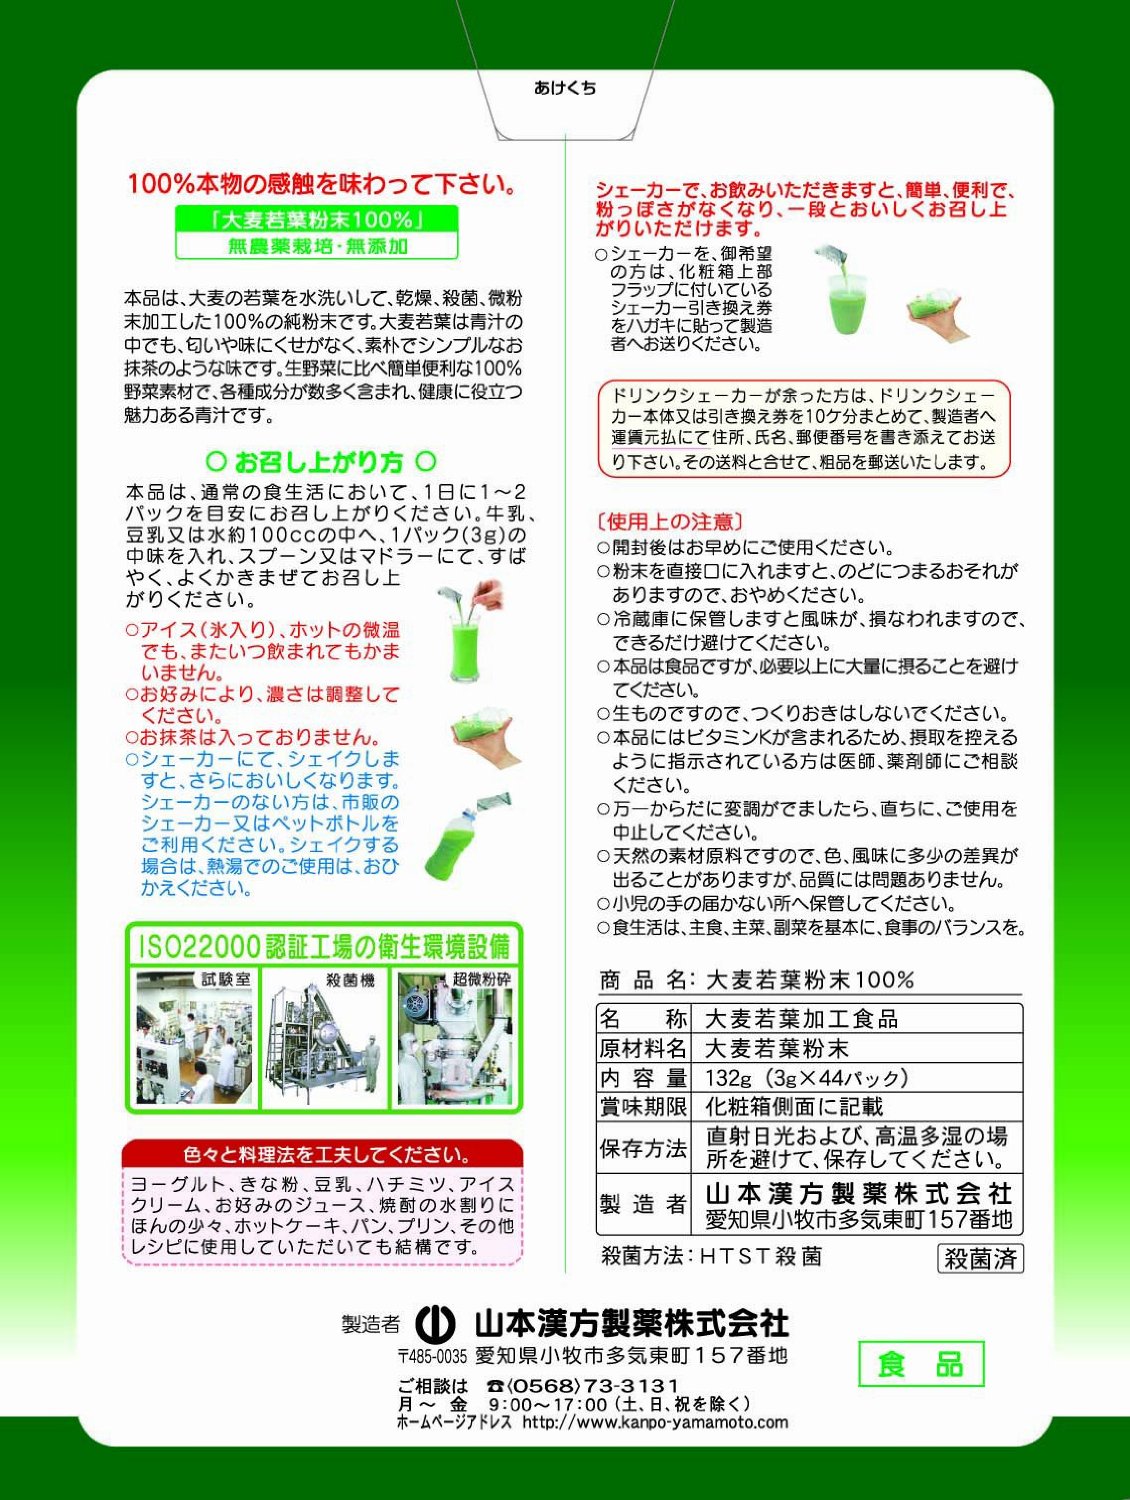 あけくち
100%本物の感触を味わって下さい。
「大麦若葉粉末100%」
無農薬栽培・無添加
本品は、大麦の若葉を水洗いして、乾燥、殺菌、微粉
末加工した100%の純粉末です。大麦若葉は青汁の
中でも、匂いや味にくせがなく、素朴でシンプルなお
抹茶のような味です。生野菜に比べ簡単便利な100%
野菜素材で、各種成分が数多く含まれ、健康に役立つ
魅力ある青汁です。
○ お召し上がり方 ○
本品は、通常の食生活において、1日に1〜2
パックを目安にお召し上がりください。牛乳、
豆乳又は水約100ccの中へ、1パック(3g)の
中味を入れ、スプーン又はマドラーにて、すば
やく、よくかきまぜてお召し上
がりください。
○アイス(氷入り)、ホットの微温
でも、またいつ飲まれてもかま
いません。
○お好みにより、濃さは調整して
ください。
○お抹茶は入っておりません。
○シェーカーにて、シェイクしま
すと、さらにおいしくなります。
シェーカーのない方は、市販の
シェーカー又はペットボトルを
ご利用ください。シェイクする
場合は、熱湯でのご使用は、おひ
かえください。
ISO22000認証工場の衛生環境設備
試験室
殺菌機
超微粉砕
色々と料理法を工夫してください。
ヨーグルト、きな粉、豆乳、ハチミツ、アイス
クリーム、お好みのジュース、焼酎の水割りに
ほんの少々、ホットケーキ、パン、プリン、その他
レシピに使用していただいても結構です。
シェーカーで、お飲みいただきますと、簡単、便利で、
粉っぽさがなくなり、一段とおいしくお召し上
がりいただけます。
○シェーカーを、御希望
の方は、化粧箱上部
フラップに付いている
シェーカー引き換え券
をハガキに貼って製造
者へお送りください。
ドリンクシェーカーが余った方は、ドリンクシェー
カー本体又は引き換え券を10ケ分まとめて、製造者へ
運賃元払にて住所、氏名、郵便番号を書き添えてお送
り下さい。その送料と合せて、粗品を郵送いたします。
〔使用上の注意〕
○開封後はお早めにご使用ください。
○粉末を直接口に入れますと、のどにつまるおそれが
ありますので、おやめください。
○冷蔵庫に保管しますと風味が、損なわれますので、
できるだけ避けてください。
○本品は食品ですが、必要以上に大量に摂ることを避け
てください。
○生ものですので、つくりおきはしないでください。
○本品にはビタミンKが含まれるため、摂取を控える
ように指示されている方は医師、薬剤師にご相談
ください。
○万一からだに変調がでましたら、直ちに、ご使用を
中止してください。
○天然の素材原料ですので、色、風味に多少の差異が
出ることがありますが、品質には問題ありません。
○小児の手の届かない所へ保管してください。
○食生活は、主食、主菜、副菜を基本に、食事のバランスを。
商品名：大麦若葉粉末100%
名称 大麦若葉加工食品
原材料名 大麦若葉粉末
内容量 132g（3g×44パック）
賞味期限 化粧箱側面に記載
保存方法 直射日光および、高温多湿の場
所を避けて、保存してください。
製造者 山本漢方製薬株式会社
愛知県小牧市多気東町157番地
殺菌方法：HTST殺菌 殺菌済
製造者 山本漢方製薬株式会社
〒485-0035 愛知県小牧市多気東町157番地
食品
ご相談は ☎〈0568〉73-3131
月〜金 9：00〜17：00（土、日、祝を除く）
ホームページアドレス http://www.kanpo-yamamoto.com